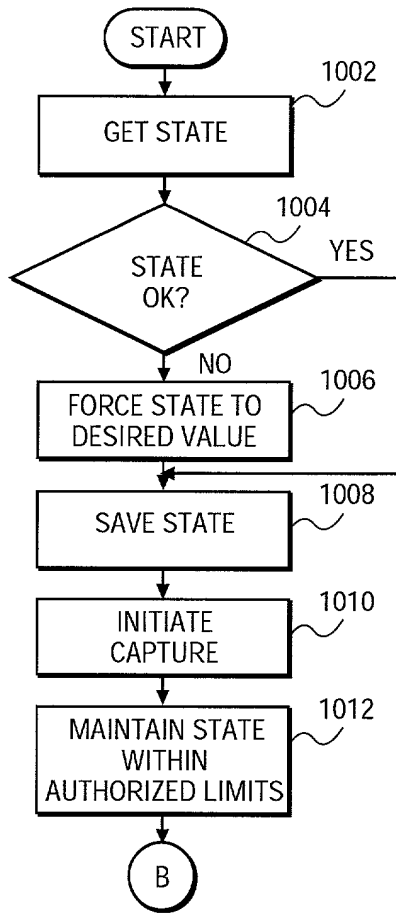 START
1002
GET STATE
1004
STATE
OK?
YES
NO
1006
FORCE STATE TO
DESIRED VALUE
1008
SAVE STATE
1010
INITIATE
CAPTURE
1012
MAINTAIN STATE
WITHIN
AUTHORIZED LIMITS
B